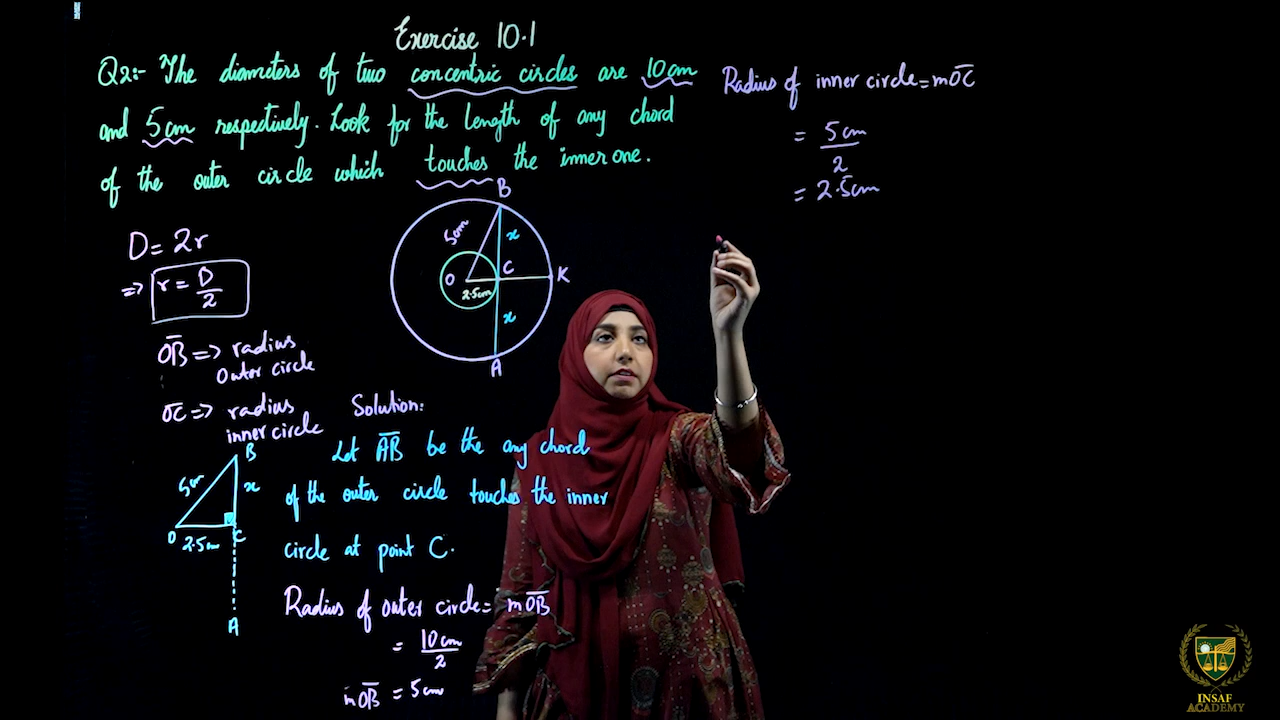 Exercise 10.1
Q2:- The diameters of two concentric circles are 10cm
and 5cm respectively. Look for the length of any chord
of the outer circle which touches the inner one.
D = 2r
=> r = D/2
OB => radius
outer circle
OC => radius
inner circle
B
5cm
x
O
C
2.5cm
K
x
A
B
5cm
x
O
2.5cm
C
A
Solution:
Let AB be the any chord
of the outer circle touches the inner
circle at point C.
Radius of outer circle = mOB
= 10cm/2
mOB = 5cm
Radius of inner circle = mOC
= 5cm/2
= 2.5cm
INSAF
ACADEMY